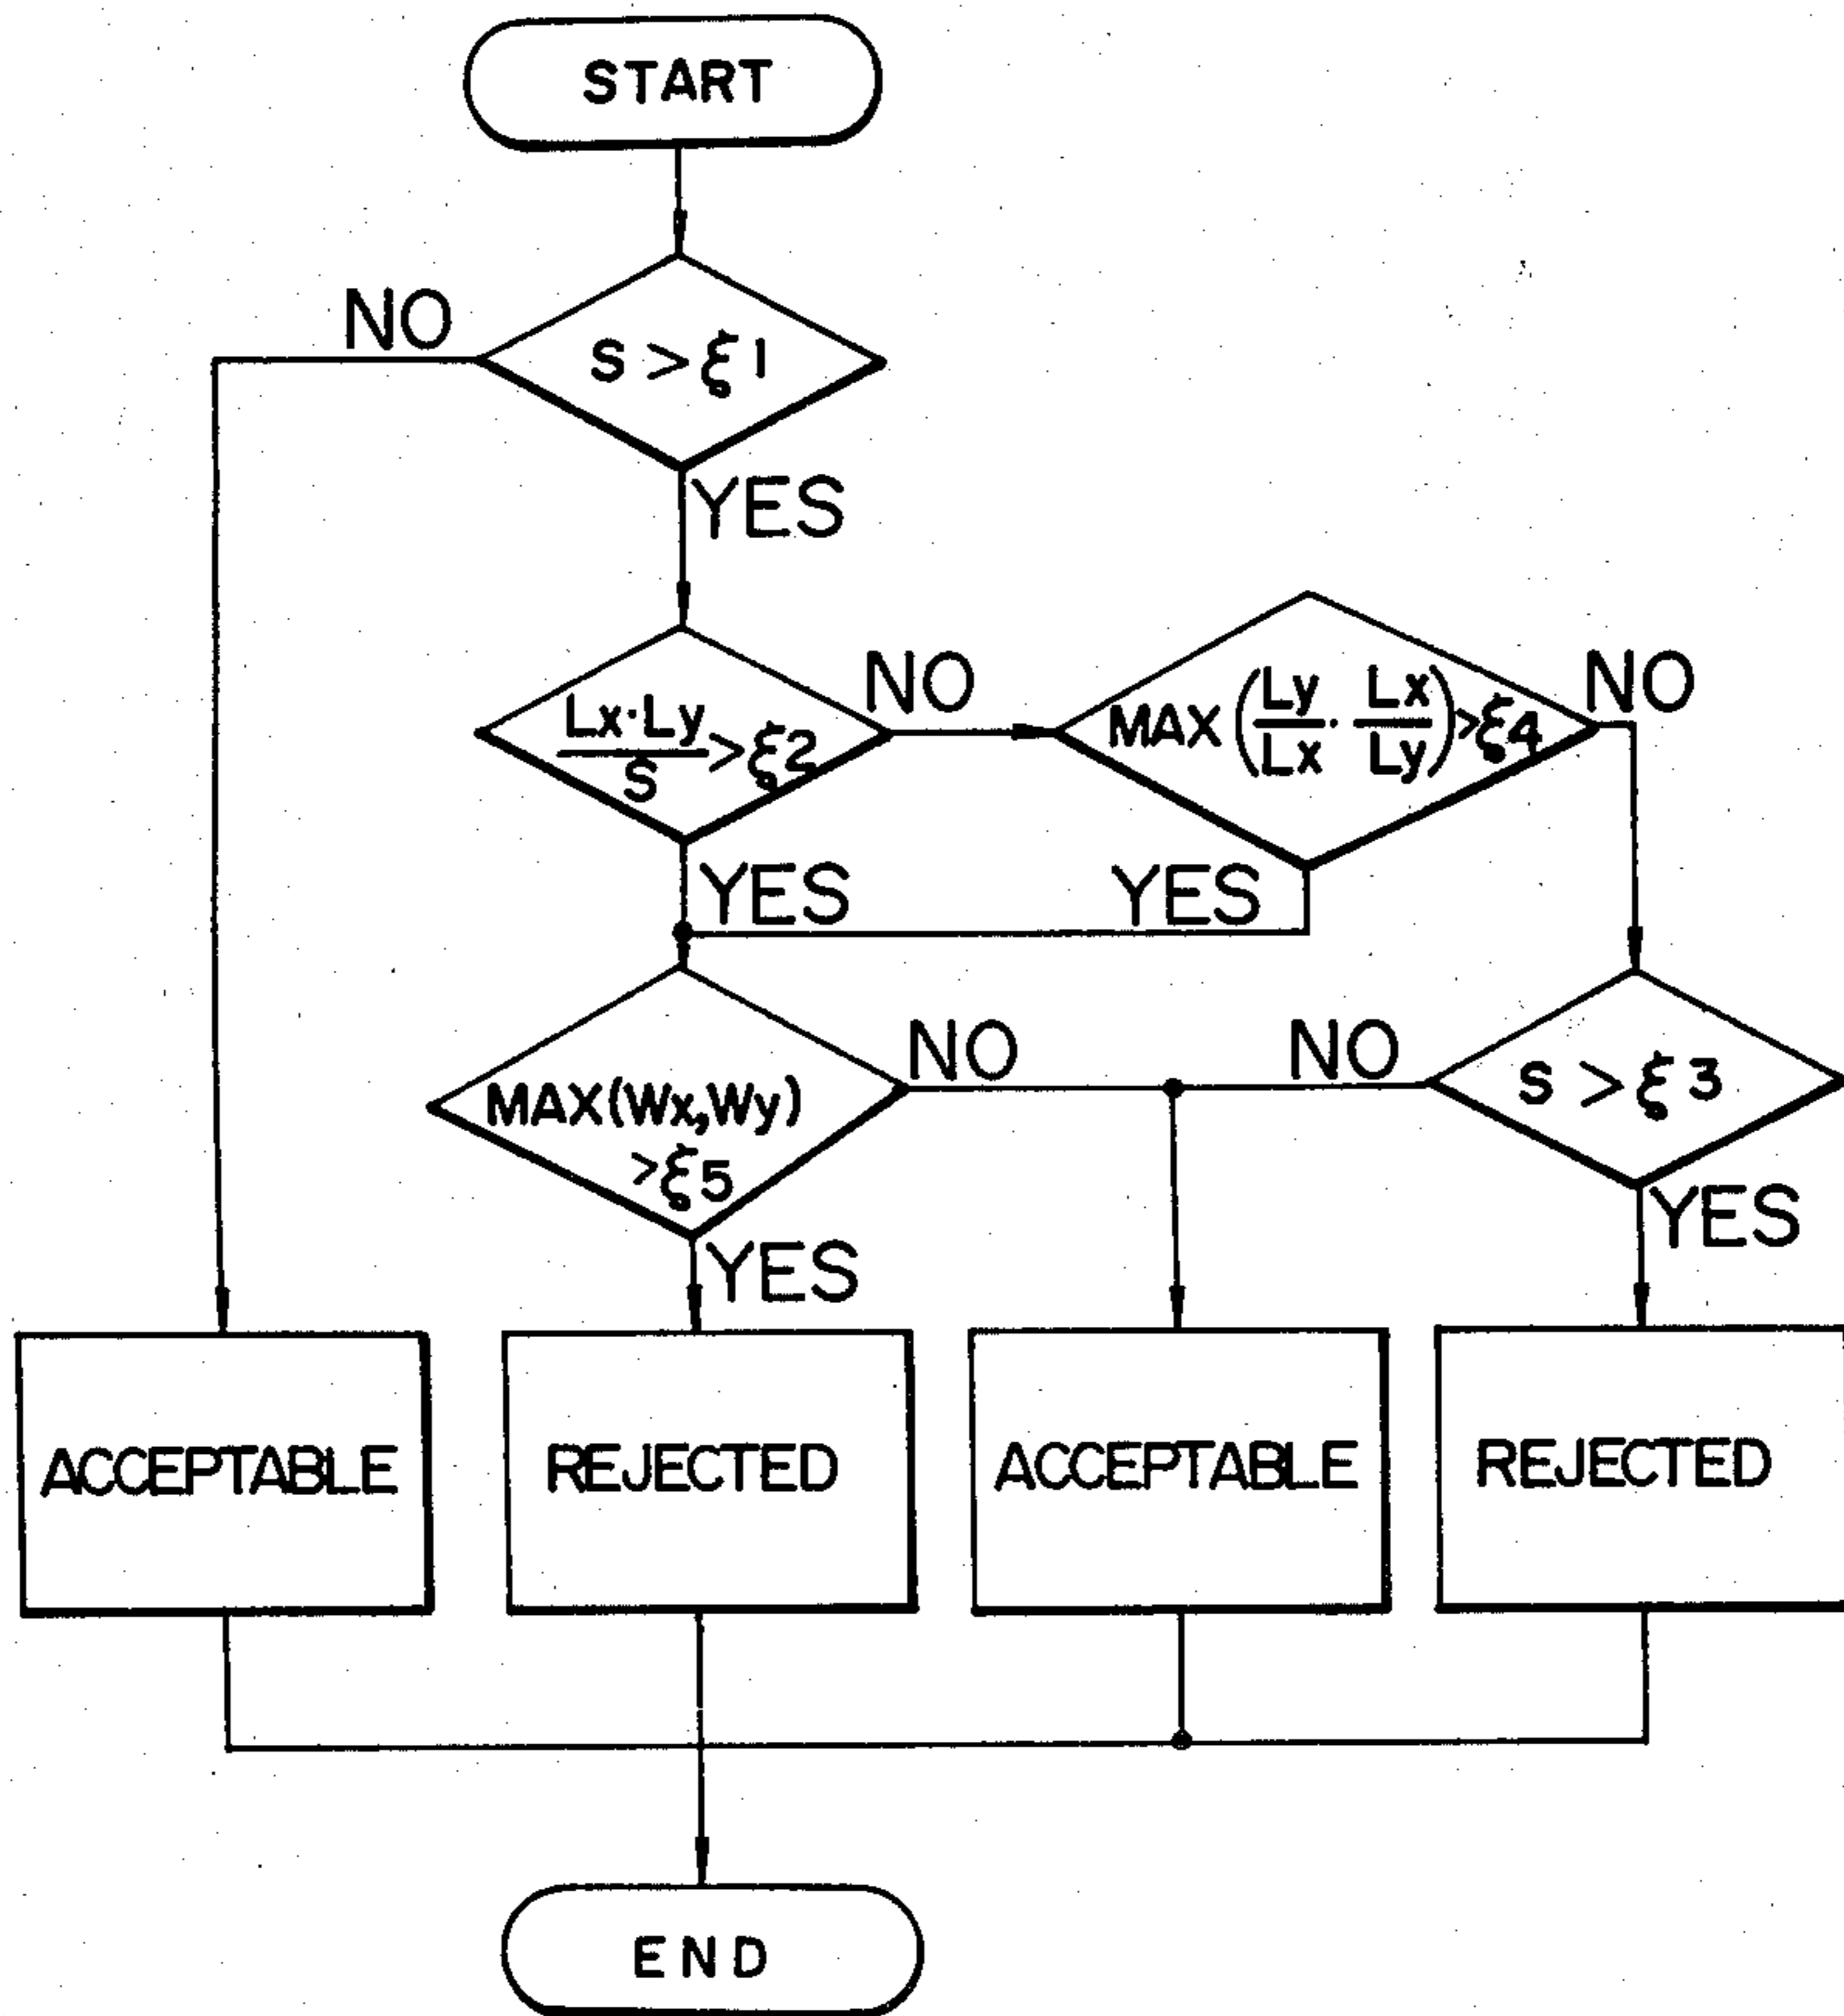 START
NO
S > ξ1
YES
Lx·Ly
S
>ξ2
NO
MAX(Ly/Lx · Lx/Ly)>ξ4
NO
YES
YES
MAX(Wx,Wy)
>ξ5
NO
NO
S > ξ3
YES
YES
ACCEPTABLE
REJECTED
ACCEPTABLE
REJECTED
END